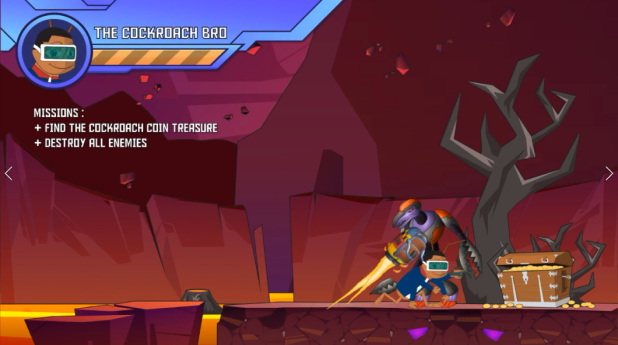 THE COCKROACH BRO
MISSIONS :
+ FIND THE COCKROACH COIN TREASURE
+ DESTROY ALL ENEMIES